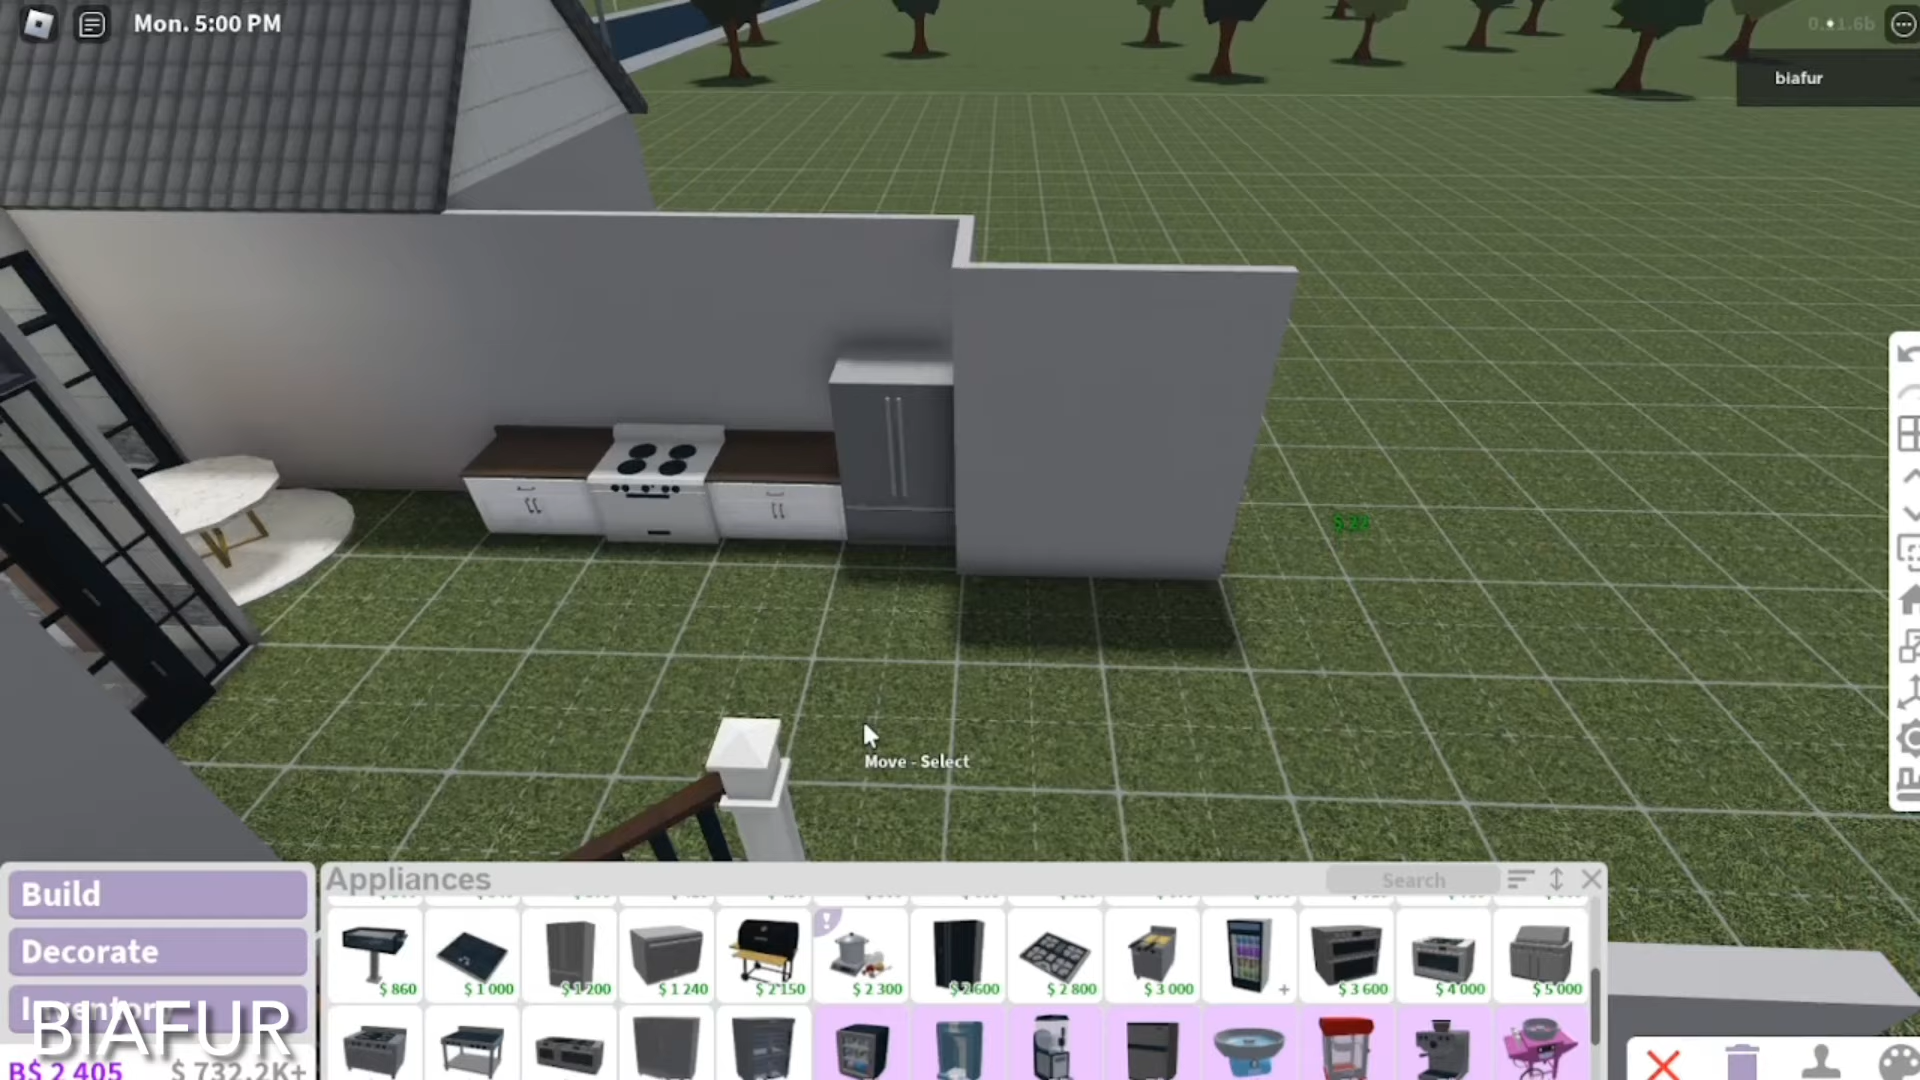 Mon. 5:00 PM
biafur
Move - Select
Build
Decorate
Inventory
BIAFUR
B$ 2 405 $ 732.2K+
Appliances
Search
$ 860 $ 1 000 $ 1 200 $ 1 240 $ 2 150 $ 2 300 $ 2 600 $ 2 800 $ 3 000 + $ 3 600 $ 4 000 $ 5 000